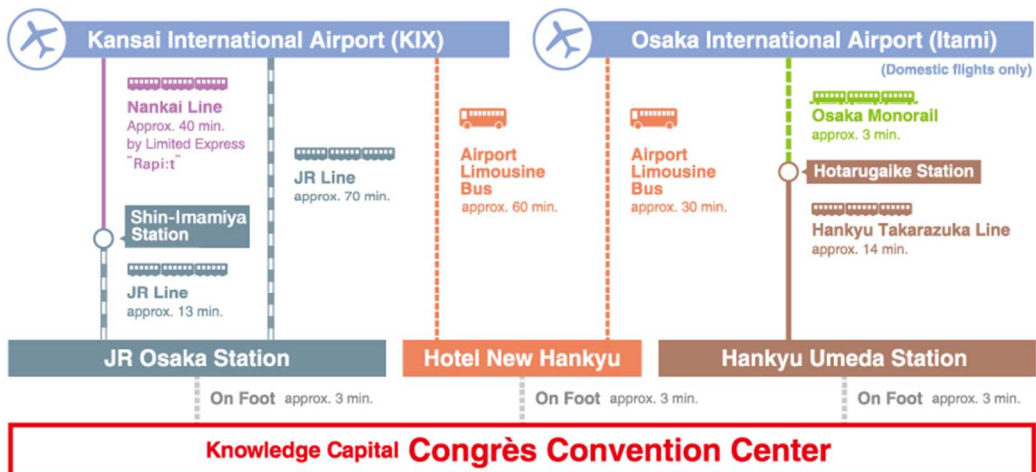 Kansai International Airport (KIX)
Osaka International Airport (Itami)
(Domestic flights only)
Nankai Line
Approx. 40 min.
by Limited Express
"Rapi:t"
Shin-Imamiya
Station
JR Line
approx. 13 min.
JR Line
approx. 70 min.
Airport
Limousine
Bus
approx. 60 min.
Airport
Limousine
Bus
approx. 30 min.
Osaka Monorail
approx. 3 min.
Hotarugaike Station
Hankyu Takarazuka Line
approx. 14 min.
JR Osaka Station
Hotel New Hankyu
Hankyu Umeda Station
On Foot approx. 3 min.
On Foot approx. 3 min.
On Foot approx. 3 min.
Knowledge Capital Congrès Convention Center